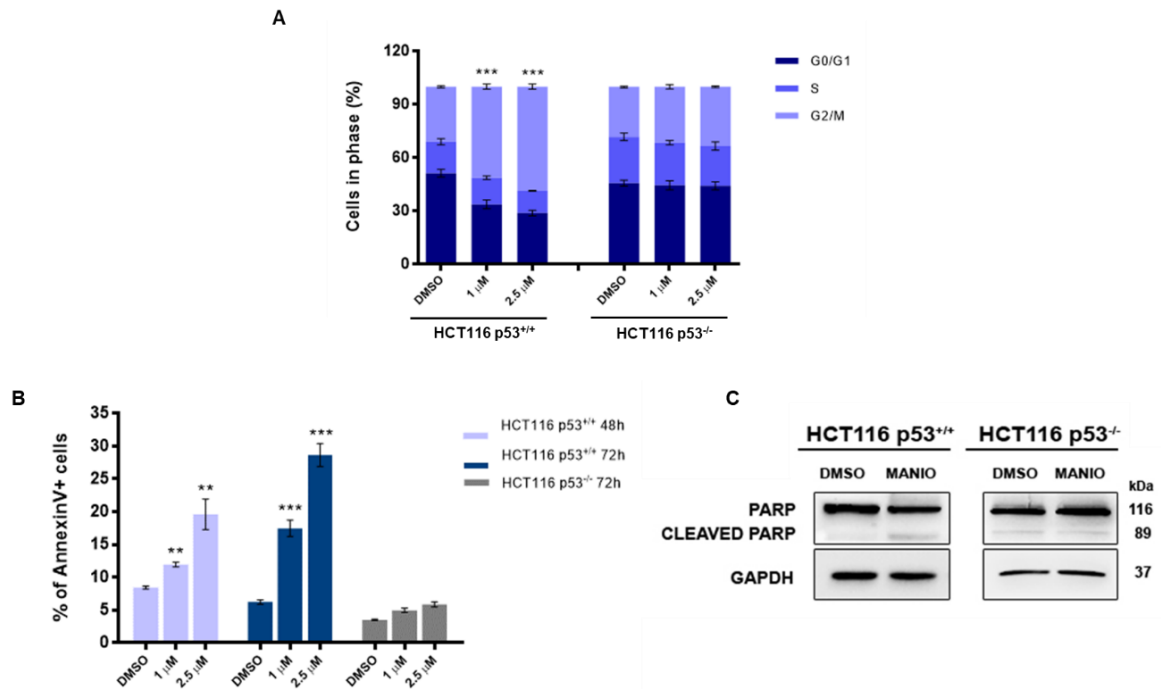 A
Cells in phase (%)
120
90
60
30
0
DMSO
1 µM
2.5 µM
DMSO
1 µM
2.5 µM
HCT116 p53+/+
HCT116 p53-/-
*** ***
G0/G1
S
G2/M
B
% of AnnexinV+ cells
35
30
25
20
15
10
5
0
**
**
***
***
DMSO
1 µM
2.5 µM
DMSO
1 µM
2.5 µM
DMSO
1 µM
2.5 µM
HCT116 p53+/+ 48h
HCT116 p53+/+ 72h
HCT116 p53-/- 72h
C
HCT116 p53+/+ HCT116 p53-/-
DMSO MANIO DMSO MANIO
kDa
PARP 116
CLEAVED PARP 89
GAPDH 37